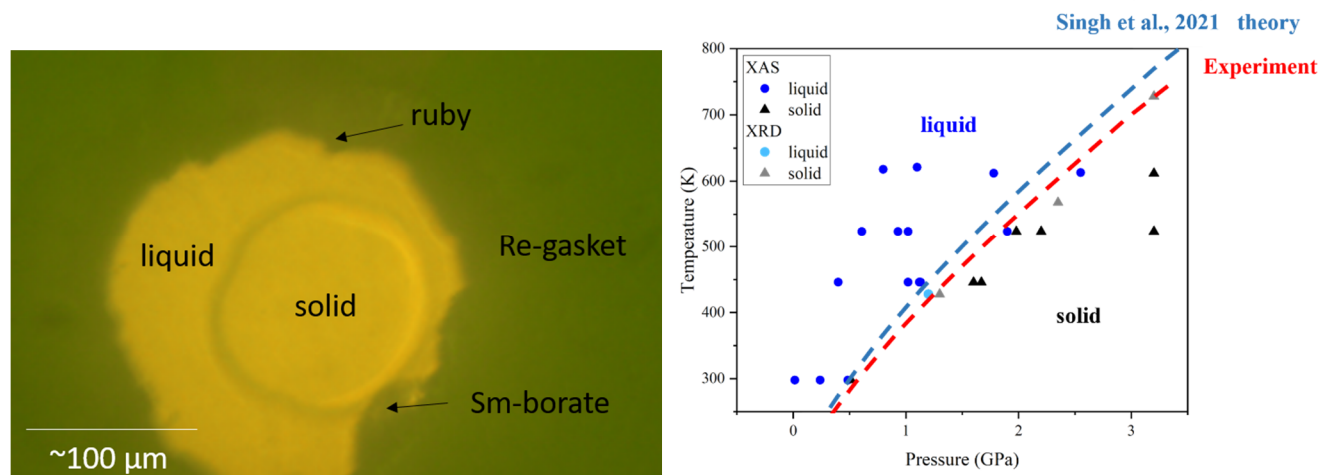 ruby
liquid
Re-gasket
solid
Sm-borate
~100 µm
Singh et al., 2021 theory
Experiment
XAS
liquid
solid
XRD
liquid
solid
liquid
solid
800
700
600
500
400
300
Temperature (K)
0 1 2 3
Pressure (GPa)